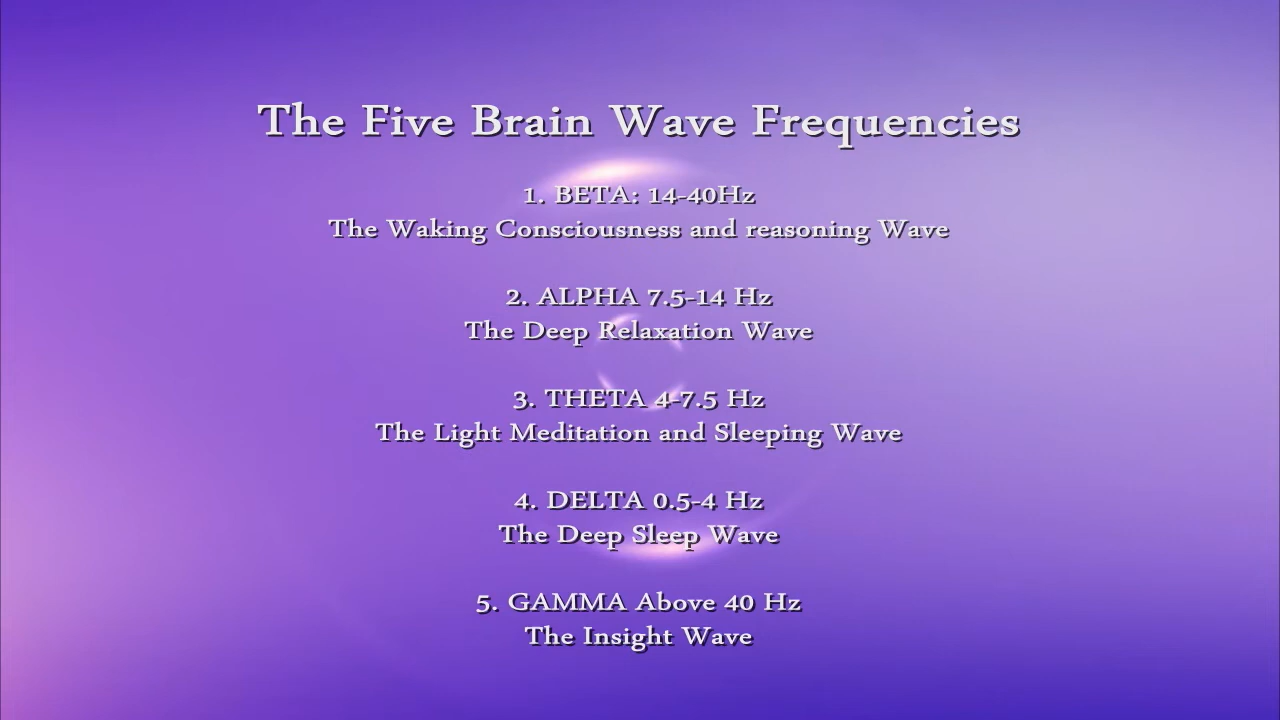 The Five Brain Wave Frequencies
1. BETA: 14-40Hz
The Waking Consciousness and reasoning Wave
2. ALPHA 7.5-14 Hz
The Deep Relaxation Wave
3. THETA 4-7.5 Hz
The Light Meditation and Sleeping Wave
4. DELTA 0.5-4 Hz
The Deep Sleep Wave
5. GAMMA Above 40 Hz
The Insight Wave